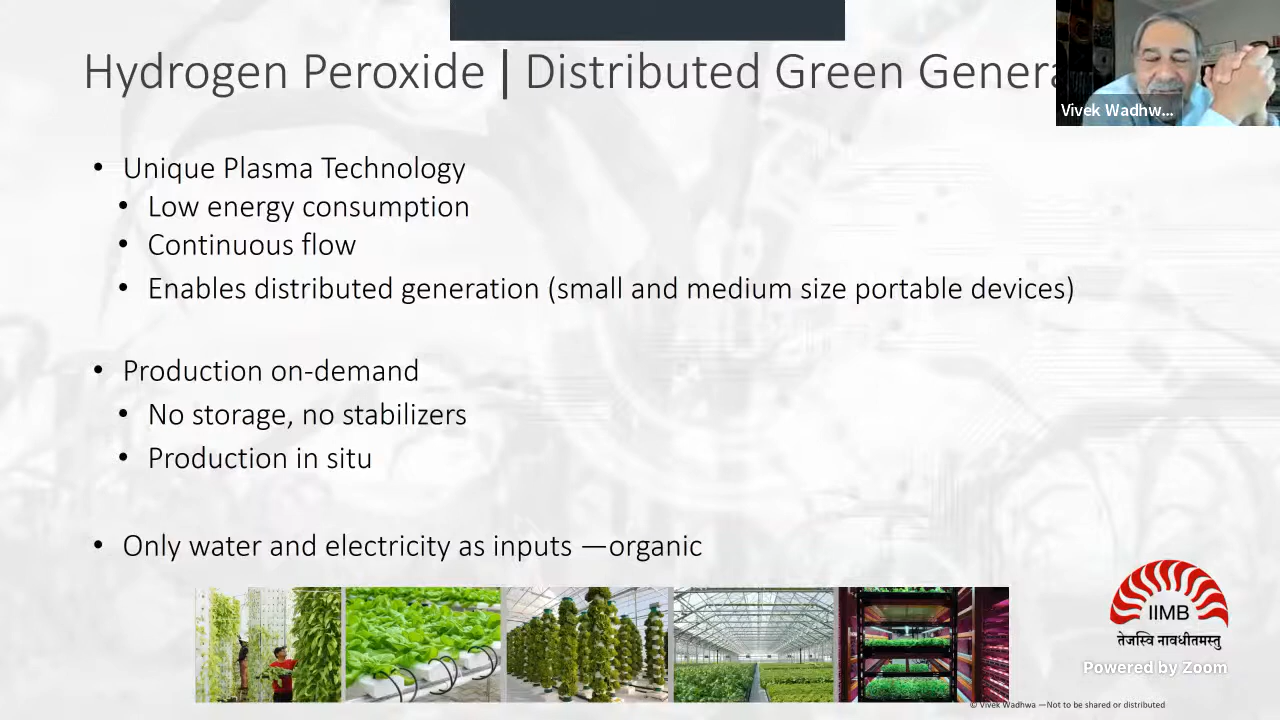 Hydrogen Peroxide | Distributed Green Genera
Vivek Wadhw...
• Unique Plasma Technology
• Low energy consumption
• Continuous flow
• Enables distributed generation (small and medium size portable devices)
• Production on-demand
• No storage, no stabilizers
• Production in situ
• Only water and electricity as inputs —organic
IIMB
तेजस्वि नावधीतमस्तु
Powered by Zoom
© Vivek Wadhwa —Not to be shared or distributed